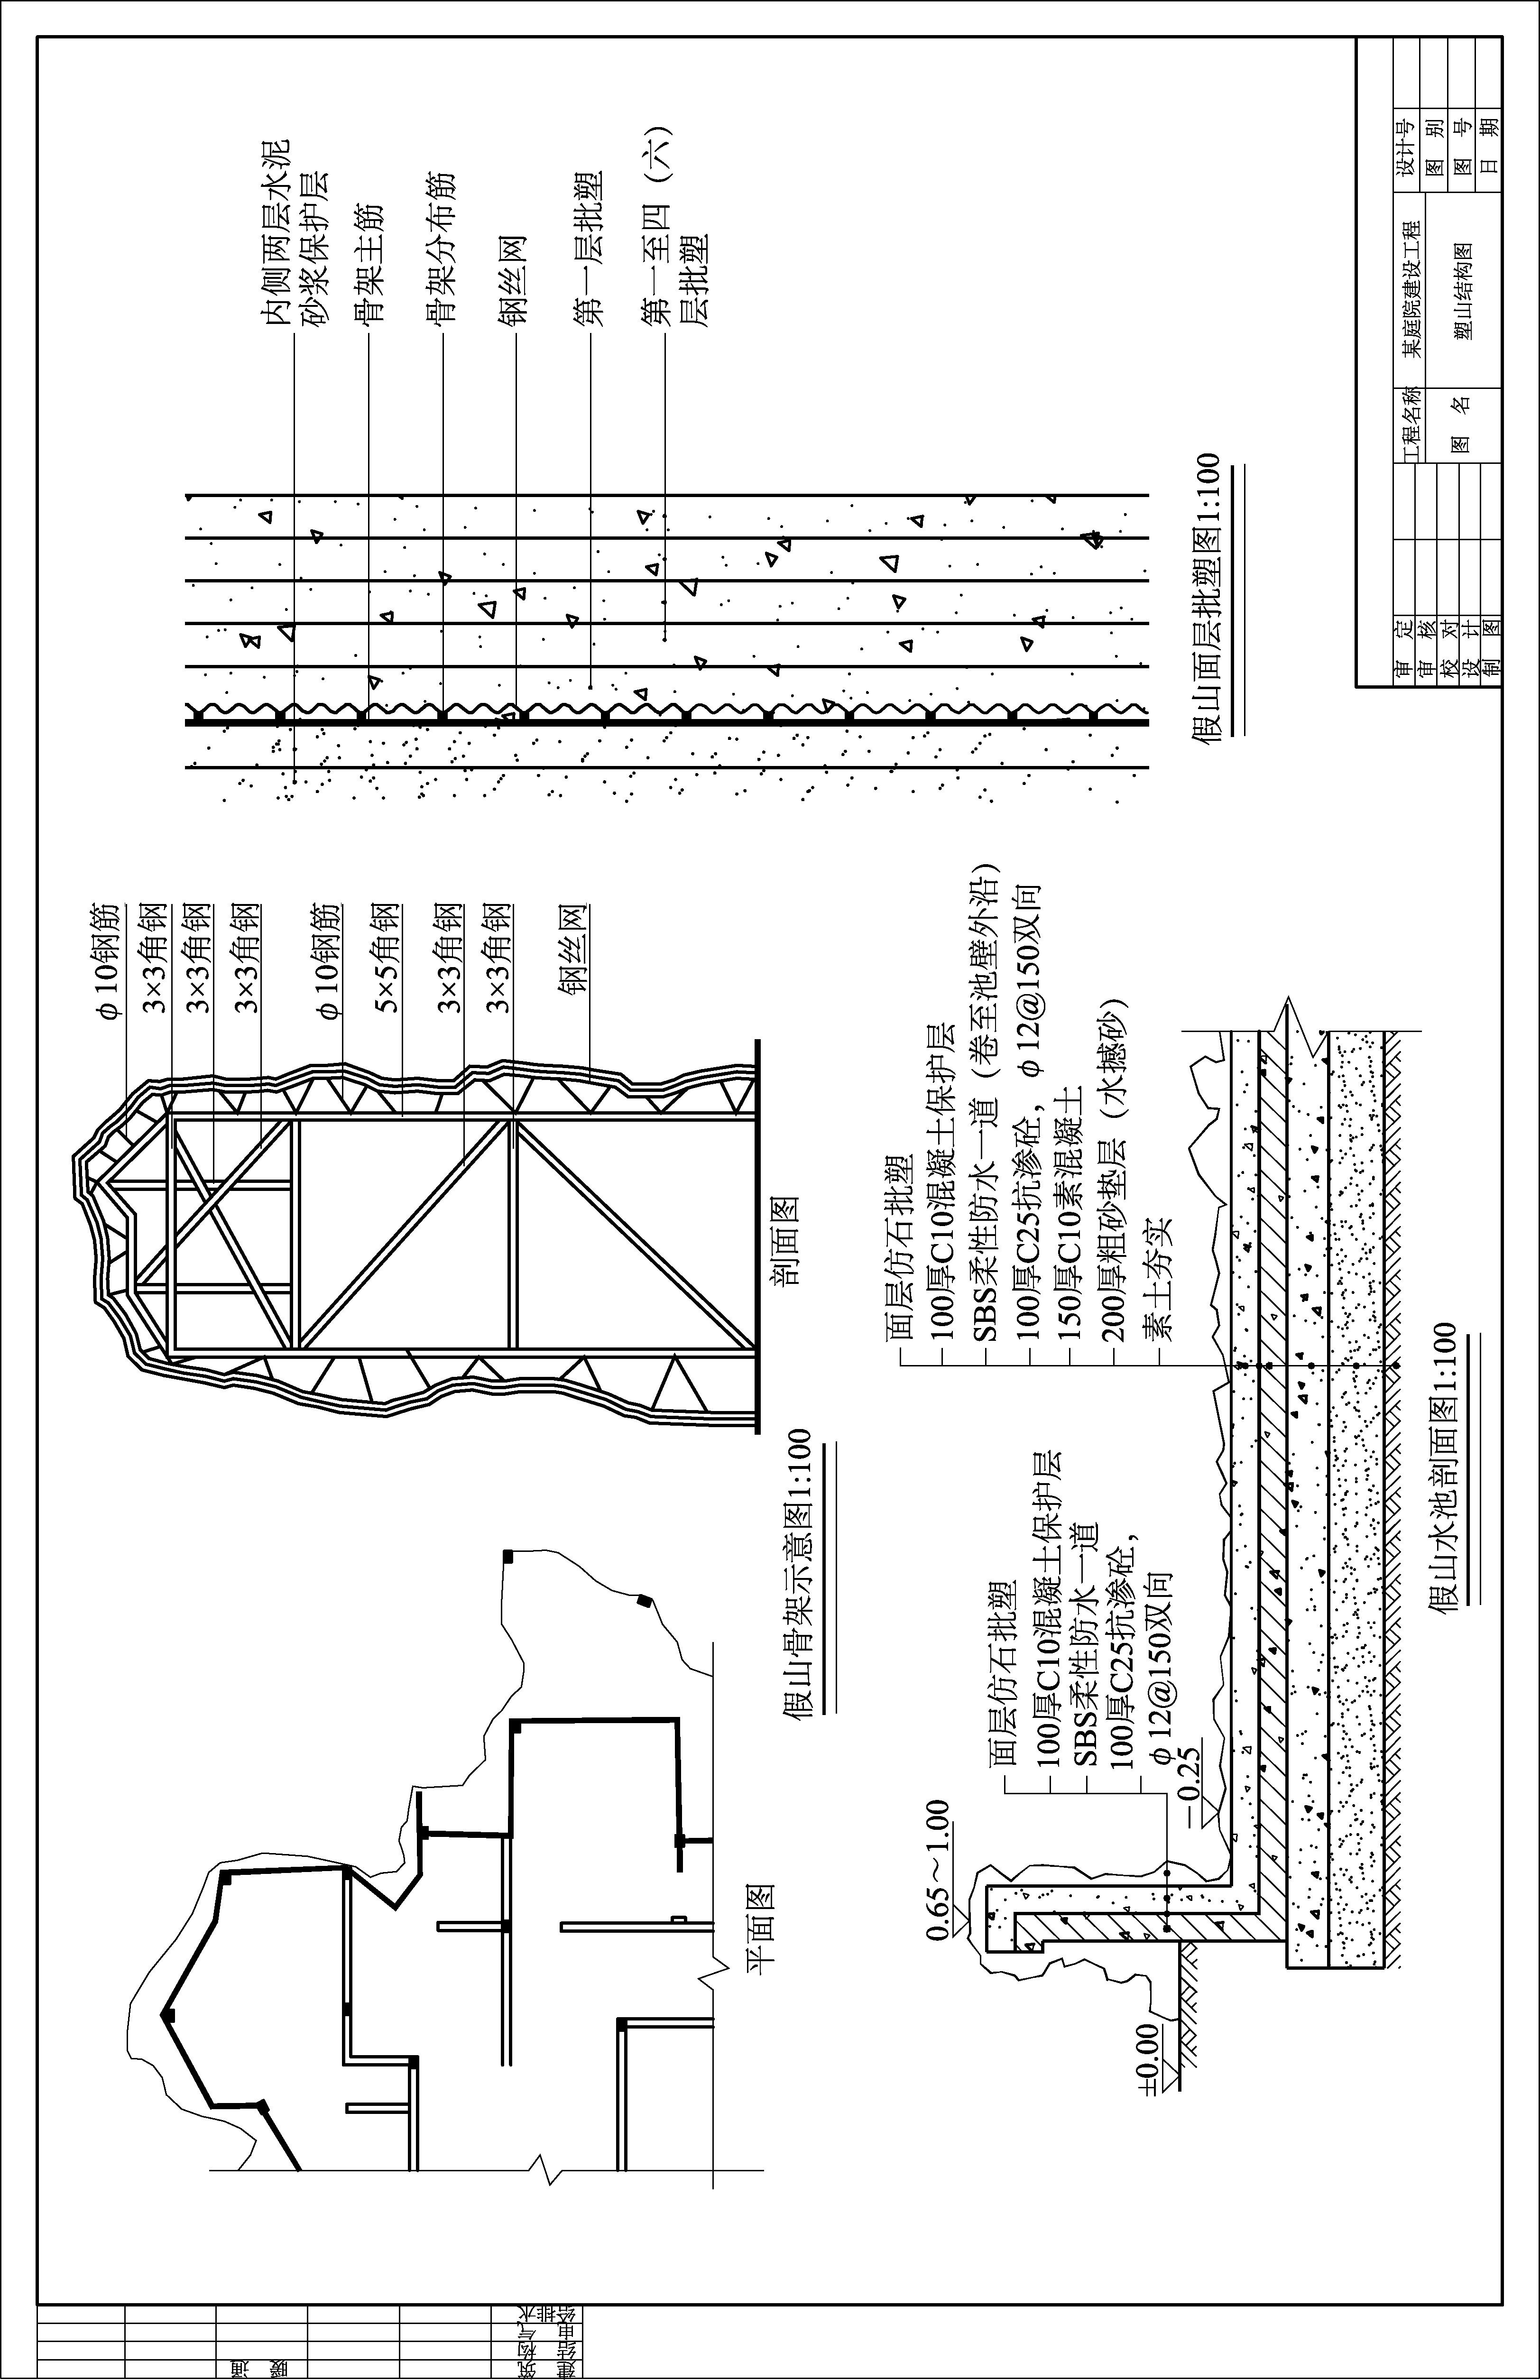 平面图
假山骨架示意图1:100
剖面图
φ10钢筋
3×3角钢
3×3角钢
3×3角钢
φ10钢筋
5×5角钢
3×3角钢
3×3角钢
钢丝网
内侧两层水泥
砂浆保护层
骨架主筋
骨架分布筋
钢丝网
第一层批塑
第一至四（六）
层批塑
假山面层批塑图1:100
0.65～1.00
±0.00
-0.25
面层仿石批塑
100厚C10混凝土保护层
SBS柔性防水一道
100厚C25抗渗砼，
φ12@150双向
面层仿石批塑
100厚C10混凝土保护层
SBS柔性防水一道（卷至池壁外沿）
100厚C25抗渗砼，φ12@150双向
150厚C10素混凝土
200厚粗砂垫层（水撼砂）
素土夯实
假山水池剖面图1:100
审 定
审 核
校 对
设 计
制 图
工程名称 某庭院建设工程
图 名 塑山结构图
设计号
图 别
图 号
日 期
建 筑
结 构
电 气
给排水
暖 通